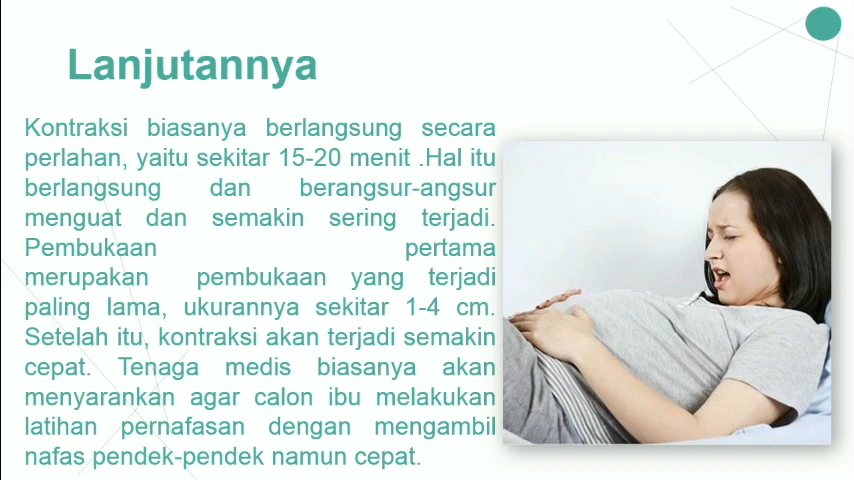 Lanjutannya
Kontraksi biasanya berlangsung secara
perlahan, yaitu sekitar 15-20 menit .Hal itu
berlangsung dan berangsur-angsur
menguat dan semakin sering terjadi.
Pembukaan pertama
merupakan pembukaan yang terjadi
paling lama, ukurannya sekitar 1-4 cm.
Setelah itu, kontraksi akan terjadi semakin
cepat. Tenaga medis biasanya akan
menyarankan agar calon ibu melakukan
latihan pernafasan dengan mengambil
nafas pendek-pendek namun cepat.